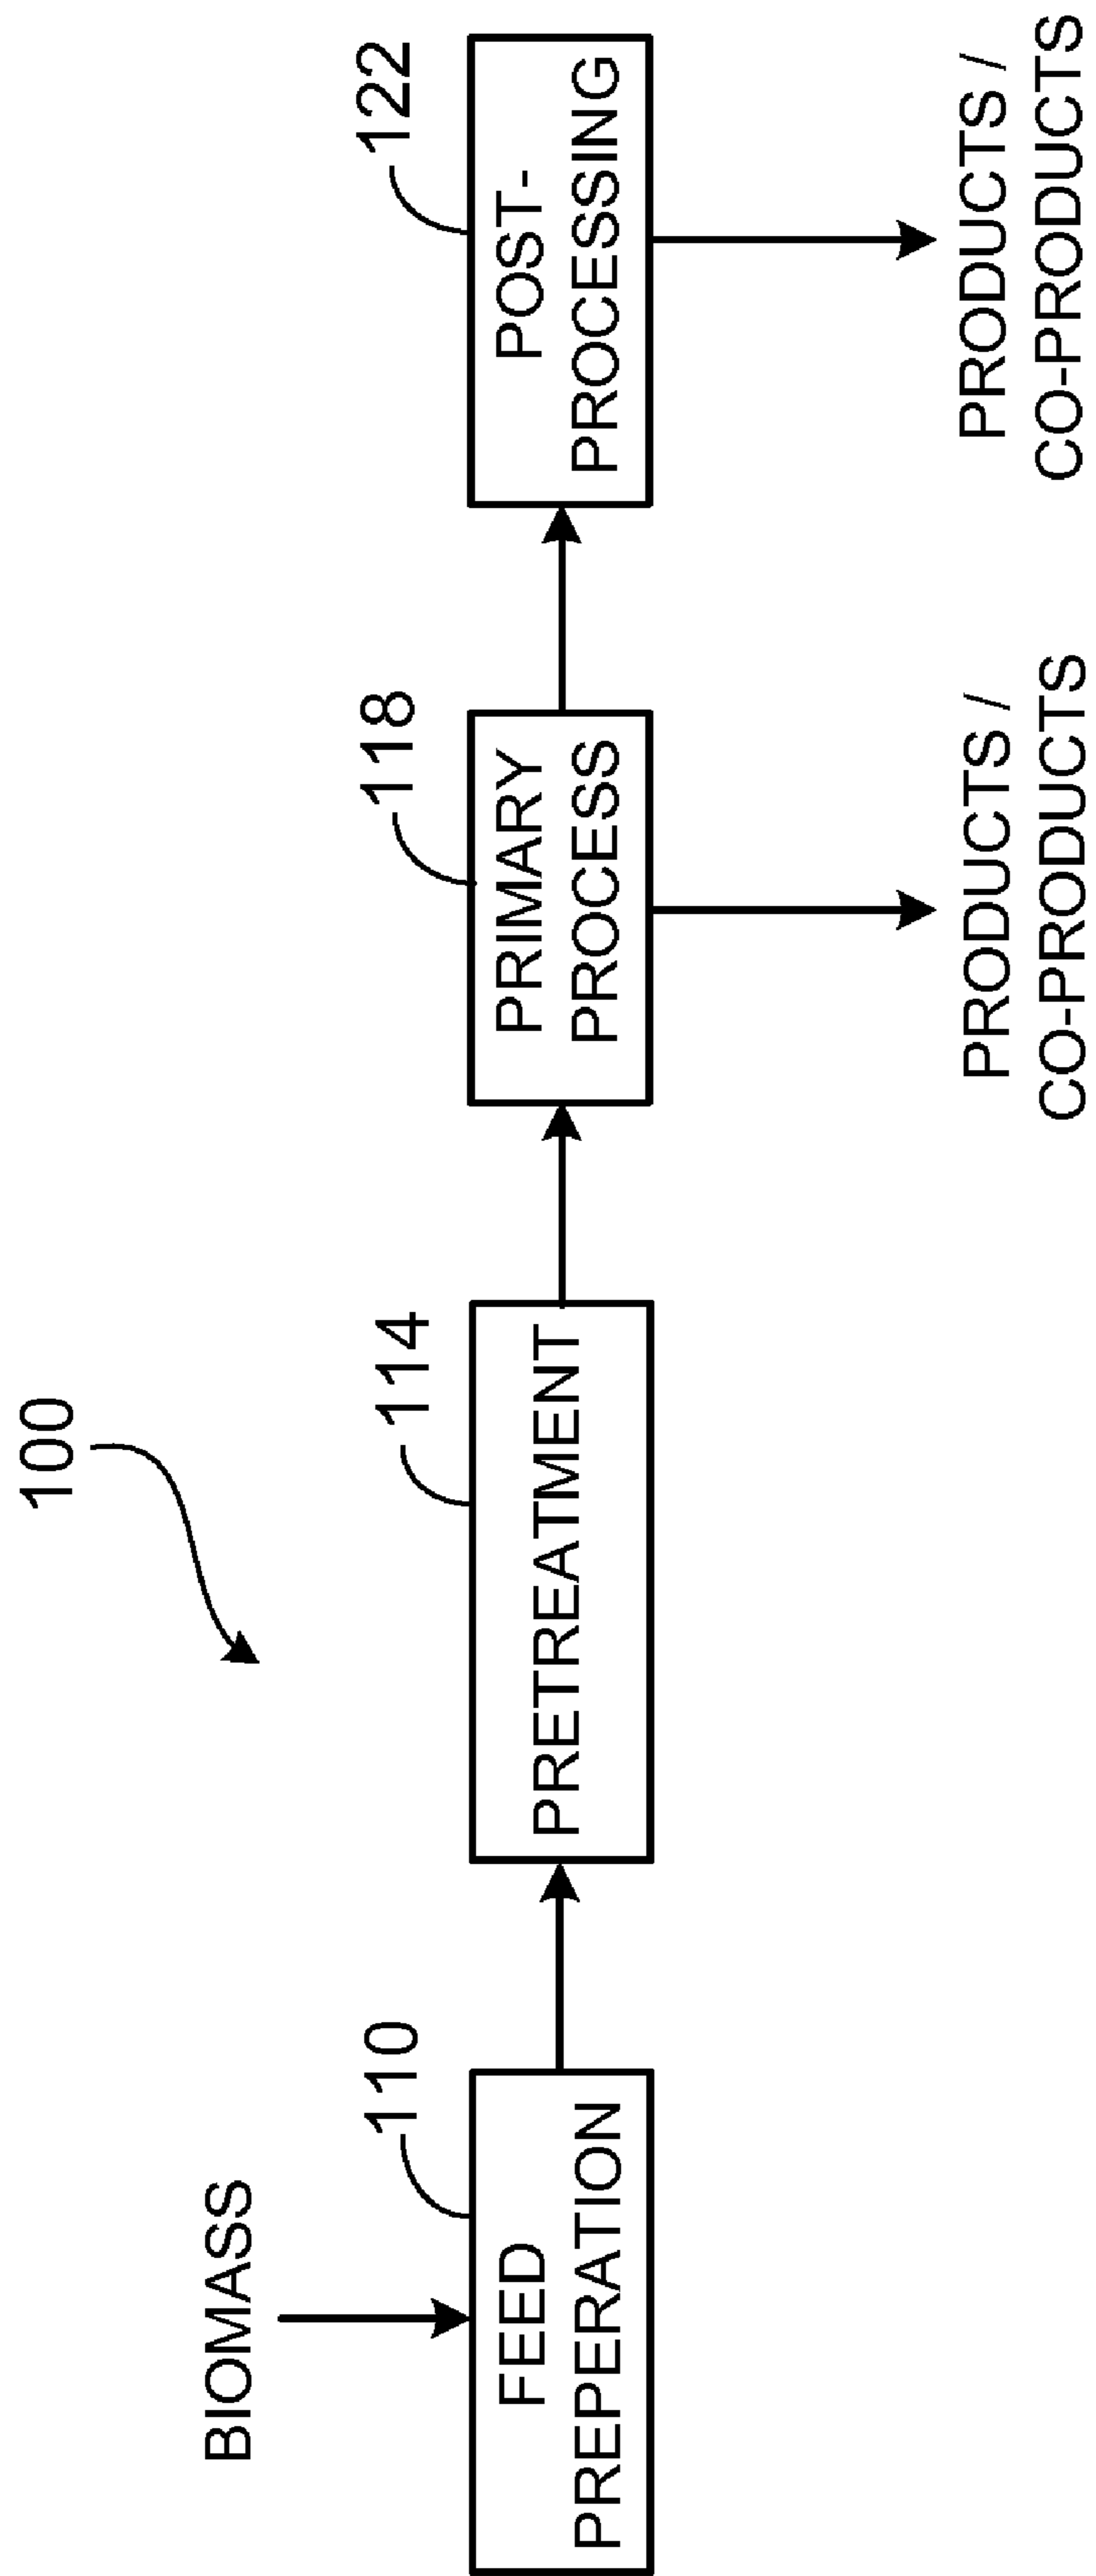 100
BIOMASS
110
FEED
PREPERATION
114
PRETREATMENT
118
PRIMARY
PROCESS
122
POST-
PROCESSING
PRODUCTS /
CO-PRODUCTS
PRODUCTS /
CO-PRODUCTS